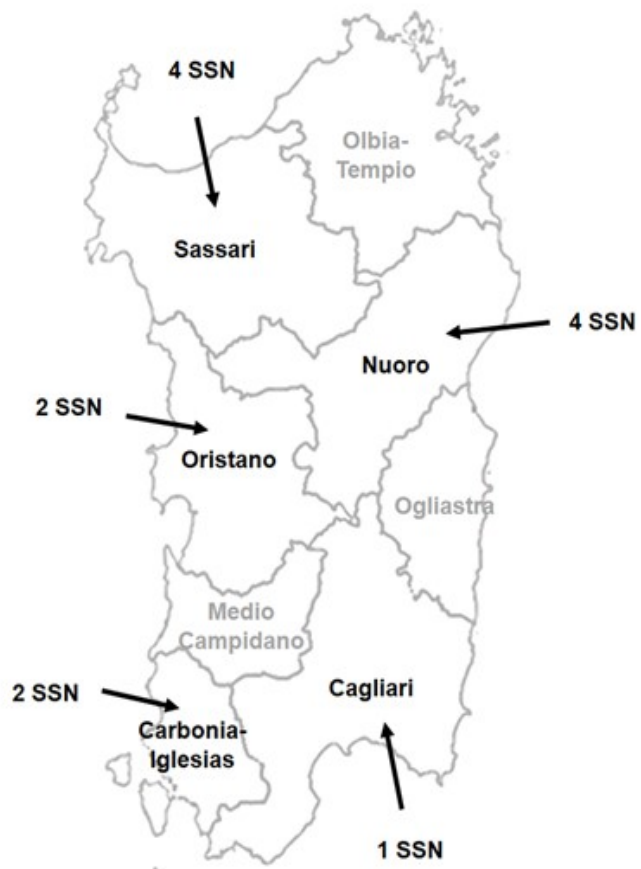 4 SSN
Olbia-
Tempio
Sassari
4 SSN
Nuoro
2 SSN
Oristano
Ogliastra
Medio
Campidano
2 SSN
Cagliari
Carbonia-
Iglesias
1 SSN